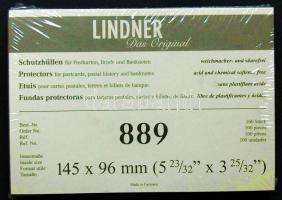 LINDNER
Das Original
Schutzhüllen für Postkarten, Briefe und Banknoten weichmacher- und säurefrei
Protectors for postcards, postal history and banknotes acid and chemical soften... free
Etuis pour cartes postales, lettres et billets de banque sans plastifiant acide
Fundas protectoras para tarjetas postales, cartas y billetes de banco libre de plastificantes y ácido
Best.-No
Order No.
Réf.
Ref. No.
889
100 Stück
100 pieces
100 pièces
100 unidades
Innenmaße
Inside size
Format utile
Tamaño
145 x 96 mm (5 23/32" x 3 25/32")
Made in Germany